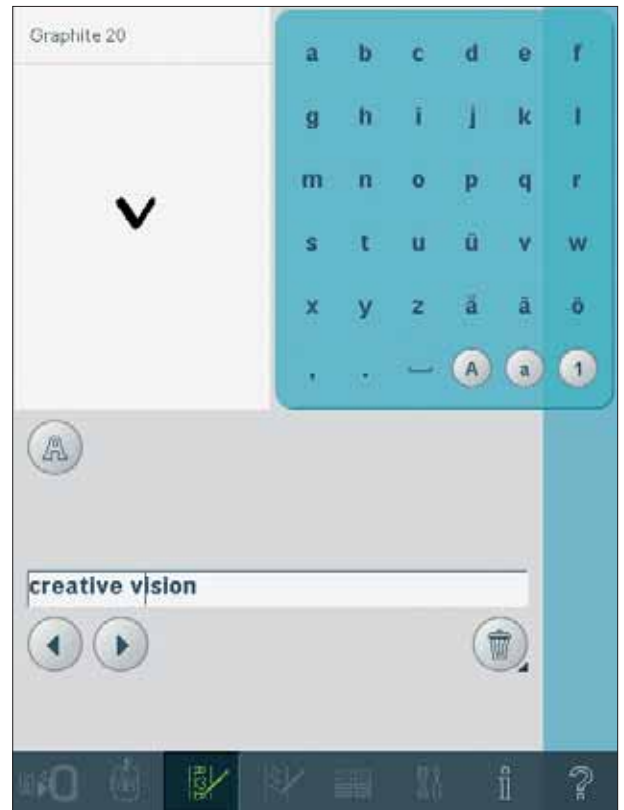 Graphite 20
a b c d e f
g h i j k l
m n o p q r
s t u ü v w
x y z å ä ö
, . A a 1
v
A
creative vision
i ?